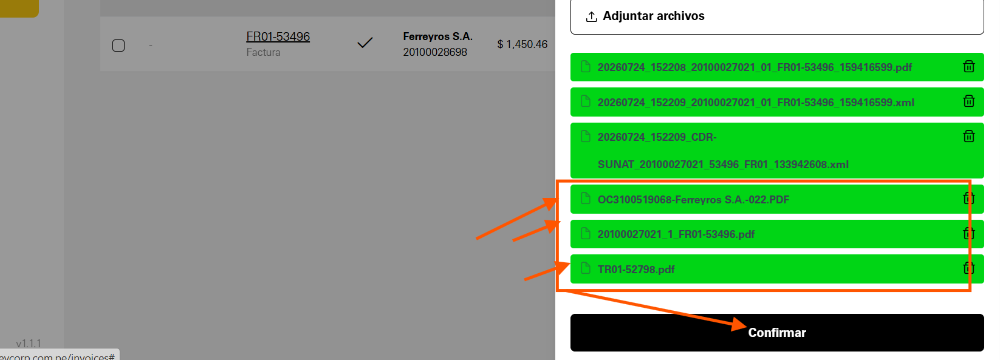 Adjuntar archivos
-
FR01-53496
Factura
Ferreyros S.A.
20100028698
$ 1,450.46
20260724_152208_20100027021_01_FR01-53496_159416599.pdf
20260724_152209_20100027021_01_FR01-53496_159416599.xml
20260724_152209_CDR-
SUNAT_20100027021_53496_FR01_133942608.xml
OC3100519068-Ferreyros S.A.-022.PDF
20100027021_1_FR01-53496.pdf
TR01-52798.pdf
Confirmar
v1.1.1
eycorp.com.pe/invoices#